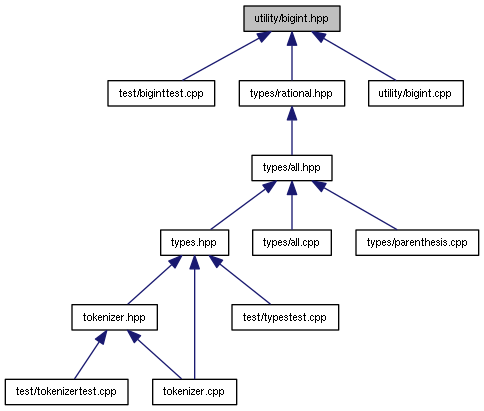 utility/bigint.hpp
test/biginttest.cpp
types/rational.hpp
utility/bigint.cpp
types/all.hpp
types.hpp
types/all.cpp
types/parenthesis.cpp
tokenizer.hpp
test/typestest.cpp
test/tokenizertest.cpp
tokenizer.cpp